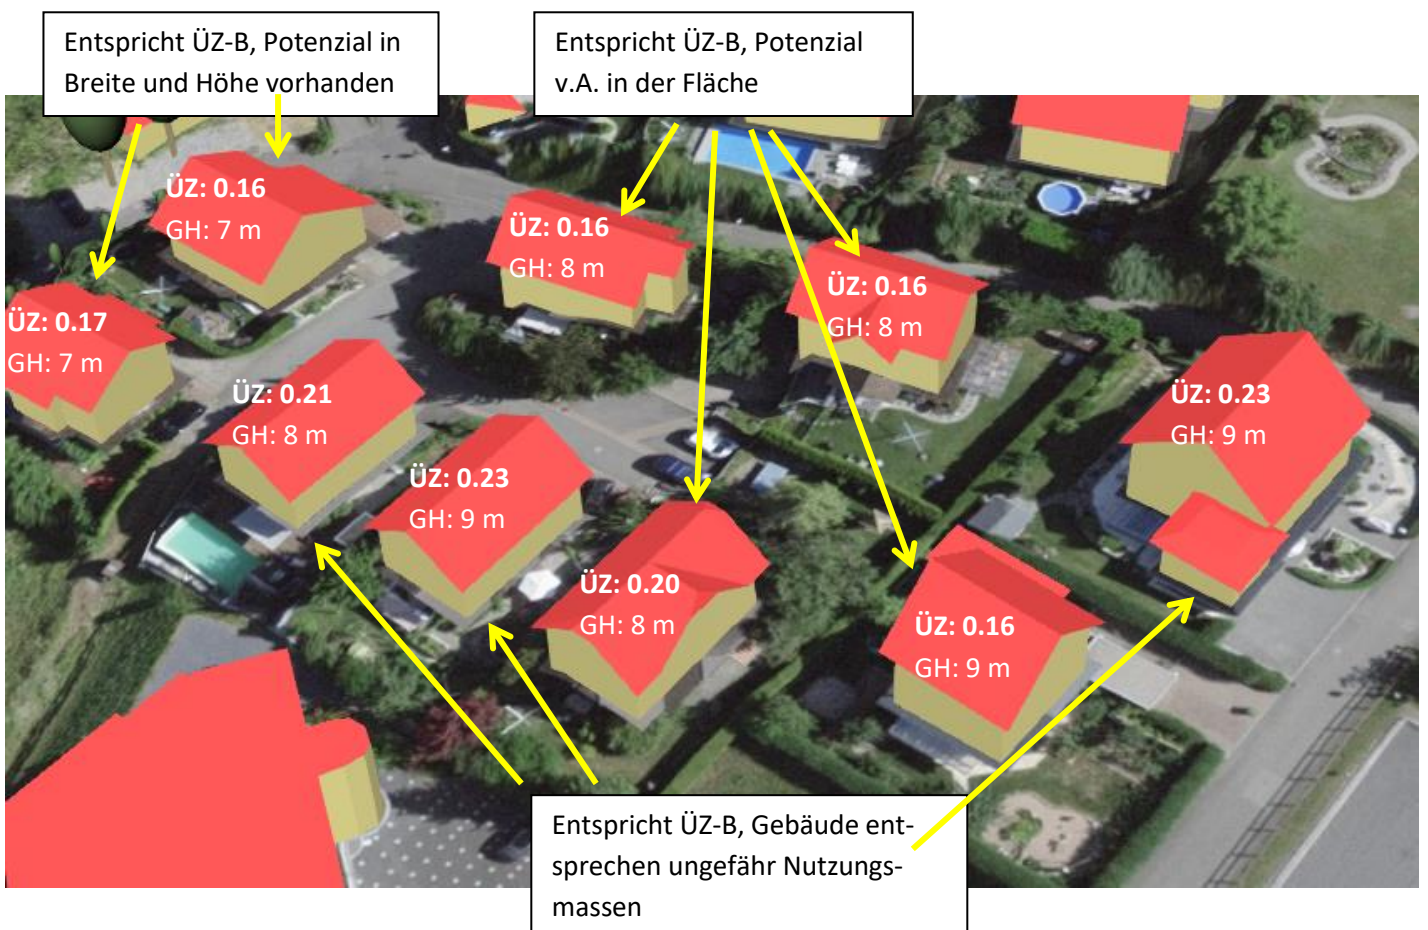 Entspricht ÜZ-B, Potenzial in
Breite und Höhe vorhanden
Entspricht ÜZ-B, Potenzial
v.A. in der Fläche
ÜZ: 0.16
GH: 7 m
ÜZ: 0.16
GH: 8 m
ÜZ: 0.16
GH: 8 m
ÜZ: 0.17
GH: 7 m
ÜZ: 0.21
GH: 8 m
ÜZ: 0.23
GH: 9 m
ÜZ: 0.23
GH: 9 m
ÜZ: 0.20
GH: 8 m
ÜZ: 0.16
GH: 9 m
Entspricht ÜZ-B, Gebäude ent-
sprechen ungefähr Nutzungs-
massen